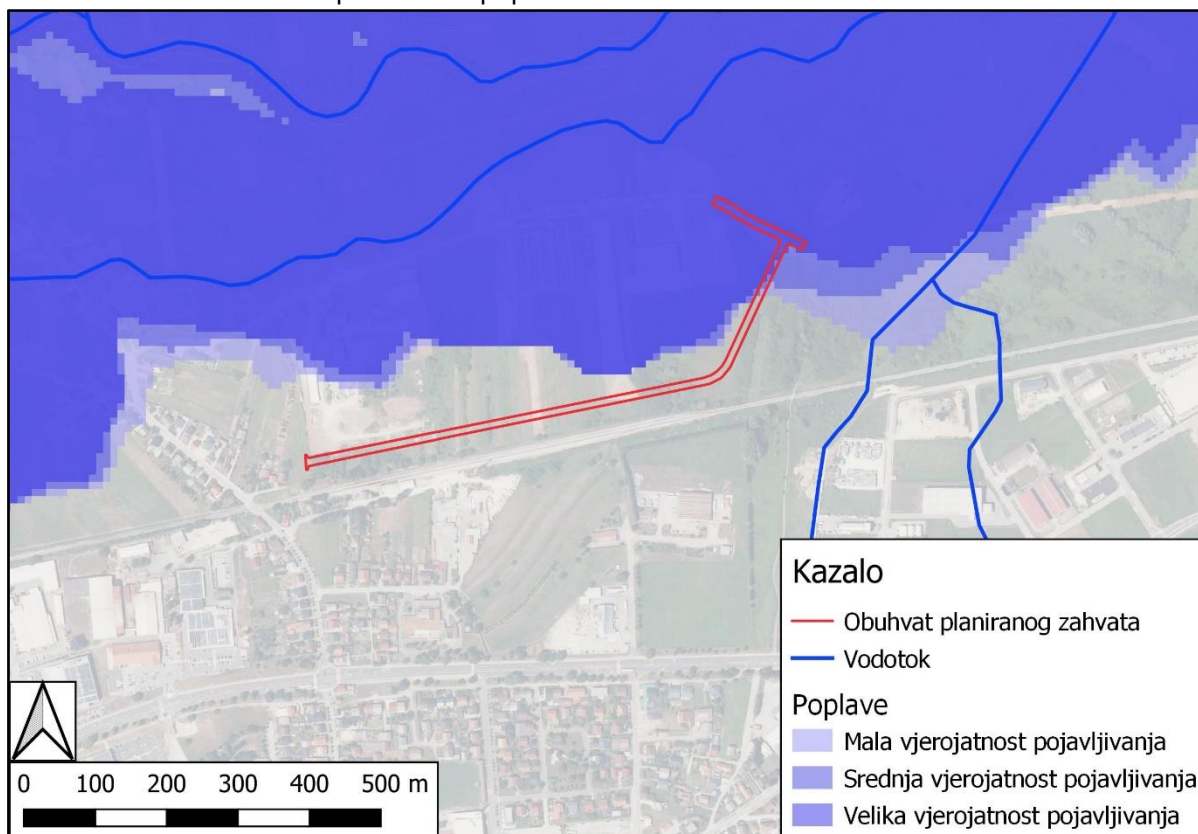 Kazalo
Obuhvat planiranog zahvata
Vodotok
Poplave
Mala vjerojatnost pojavljivanja
Srednja vjerojatnost pojavljivanja
Velika vjerojatnost pojavljivanja
0 100 200 300 400 500 m